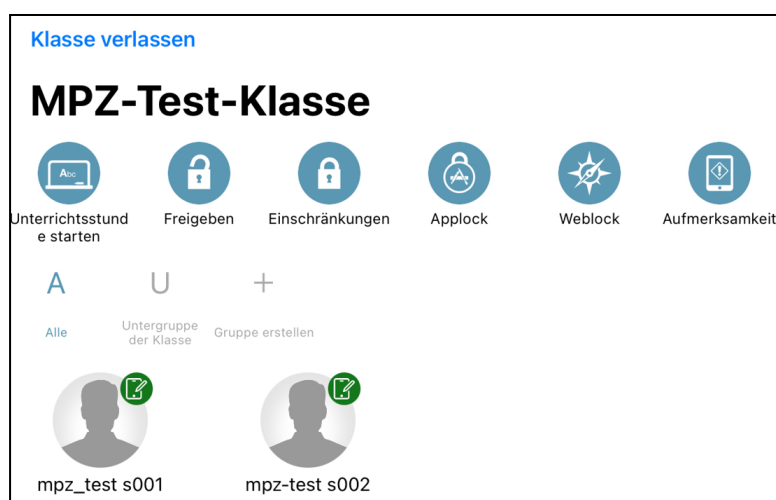 Klasse verlassen
MPZ-Test-Klasse
Abc
Unterrichtsstund
e starten
Freigeben
Einschränkungen
Applock
Weblock
Aufmerksamkeit
A
U
+
Alle
Untergruppe
der Klasse
Gruppe erstellen
mpz_test s001
mpz-test s002